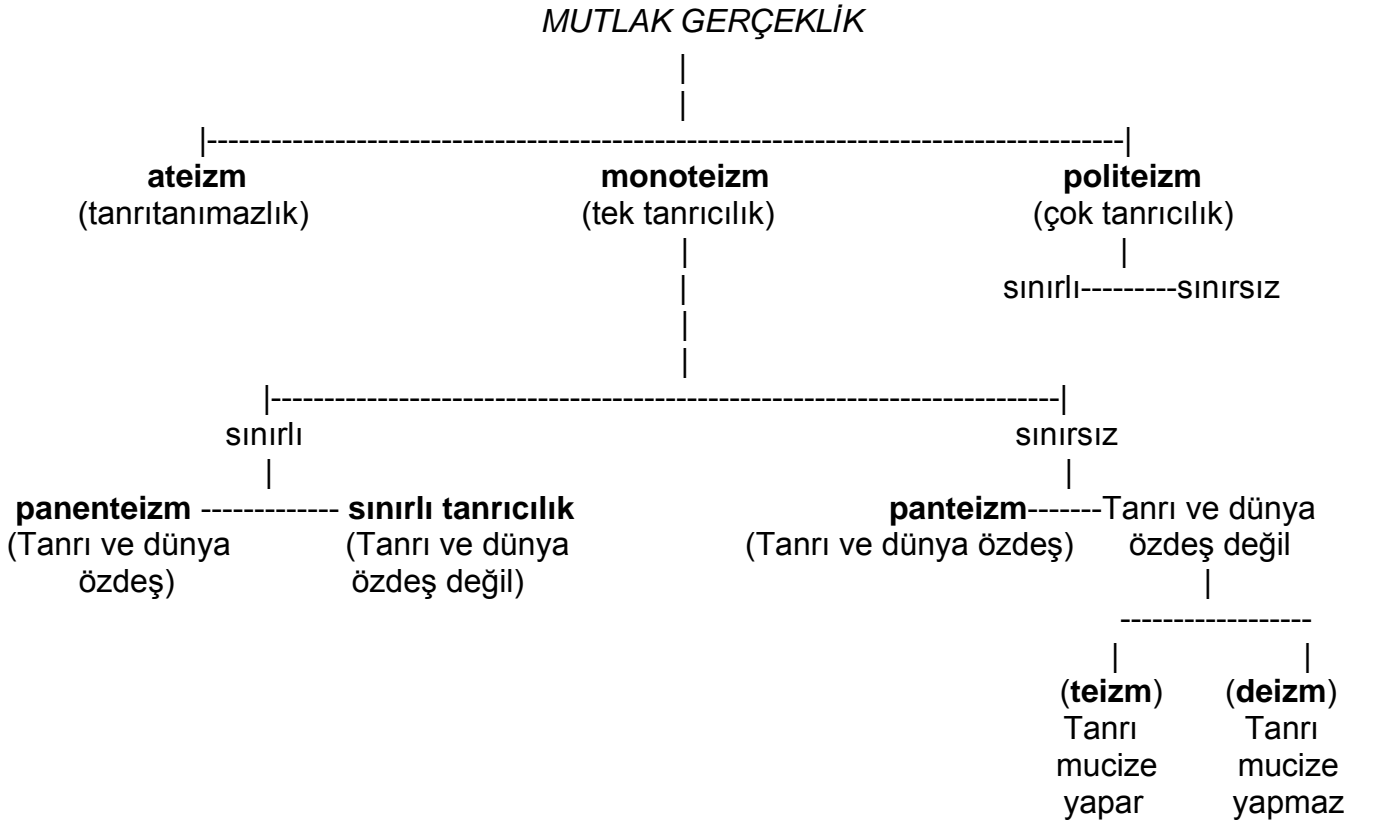 MUTLAK GERÇEKLİK
|
|
|--------------------------------------------------------------------------------------|
ateizm monoteizm politeizm
(tanrıtanımazlık) (tek tanrıcılık) (çok tanrıcılık)
| |
| sınırlı---------sınırsız
|
|
|---------------------------------------------------------------------------|
sınırlı sınırsız
| |
panenteizm ------------- sınırlı tanrıcılık panteizm-------Tanrı ve dünya
(Tanrı ve dünya (Tanrı ve dünya (Tanrı ve dünya özdeş) özdeş değil
özdeş) özdeş değil) |
------------------
| |
(teizm) (deizm)
Tanrı Tanrı
mucize mucize
yapar yapmaz